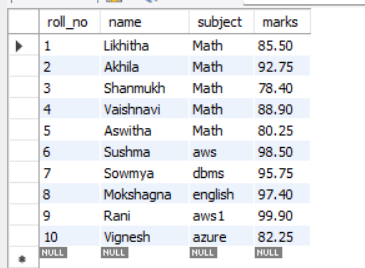 roll_no name subject marks
1 Likhitha Math 85.50
2 Akhila Math 92.75
3 Shanmukh Math 78.40
4 Vaishnavi Math 88.90
5 Aswitha Math 80.25
6 Sushma aws 98.50
7 Sowmya dbms 95.75
8 Mokshagna english 97.40
9 Rani aws1 99.90
10 Vignesh azure 82.25
NULL NULL NULL NULL